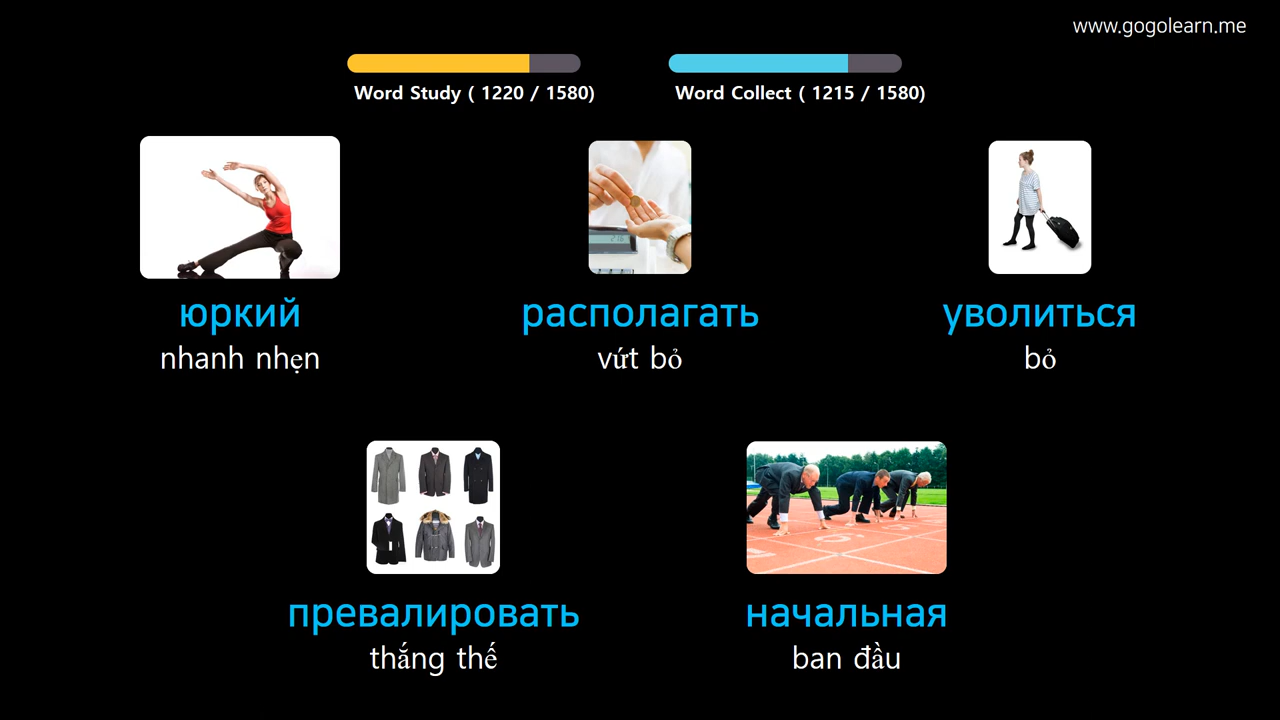 www.gogolearn.me
Word Study ( 1220 / 1580)
Word Collect ( 1215 / 1580)
юркий
nhanh nhẹn
располагать
vứt bỏ
уволиться
bỏ
превалировать
thắng thế
начальная
ban đầu